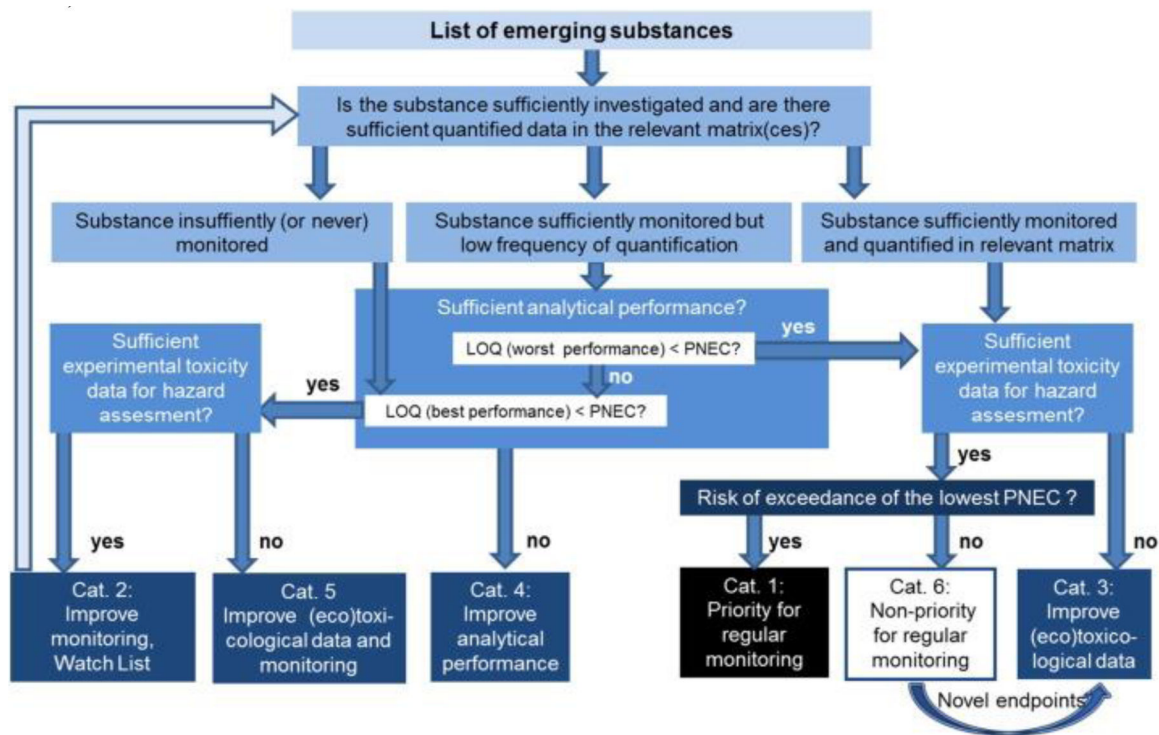 List of emerging substances
Is the substance sufficiently investigated and are there
sufficient quantified data in the relevant matrix(ces)?
Substance insuffiently (or never)
monitored
Substance sufficiently monitored but
low frequency of quantification
Substance sufficiently monitored
and quantified in relevant matrix
Sufficient analytical performance?
LOQ (worst performance) < PNEC?
yes
no
LOQ (best performance) < PNEC?
yes
Sufficient
experimental toxicity
data for hazard
assesment?
Sufficient
experimental toxicity
data for hazard
assesment?
yes
Risk of exceedance of the lowest PNEC ?
yes
no
no
yes
no
no
Cat. 2:
Improve
monitoring,
Watch List
Cat. 5
Improve (eco)toxi-
cological data and
monitoring
Cat. 4:
Improve
analytical
performance
Cat. 1:
Priority for
regular
monitoring
Cat. 6:
Non-priority
for regular
monitoring
Cat. 3:
Improve
(eco)toxico-
logical data
Novel endpoints?